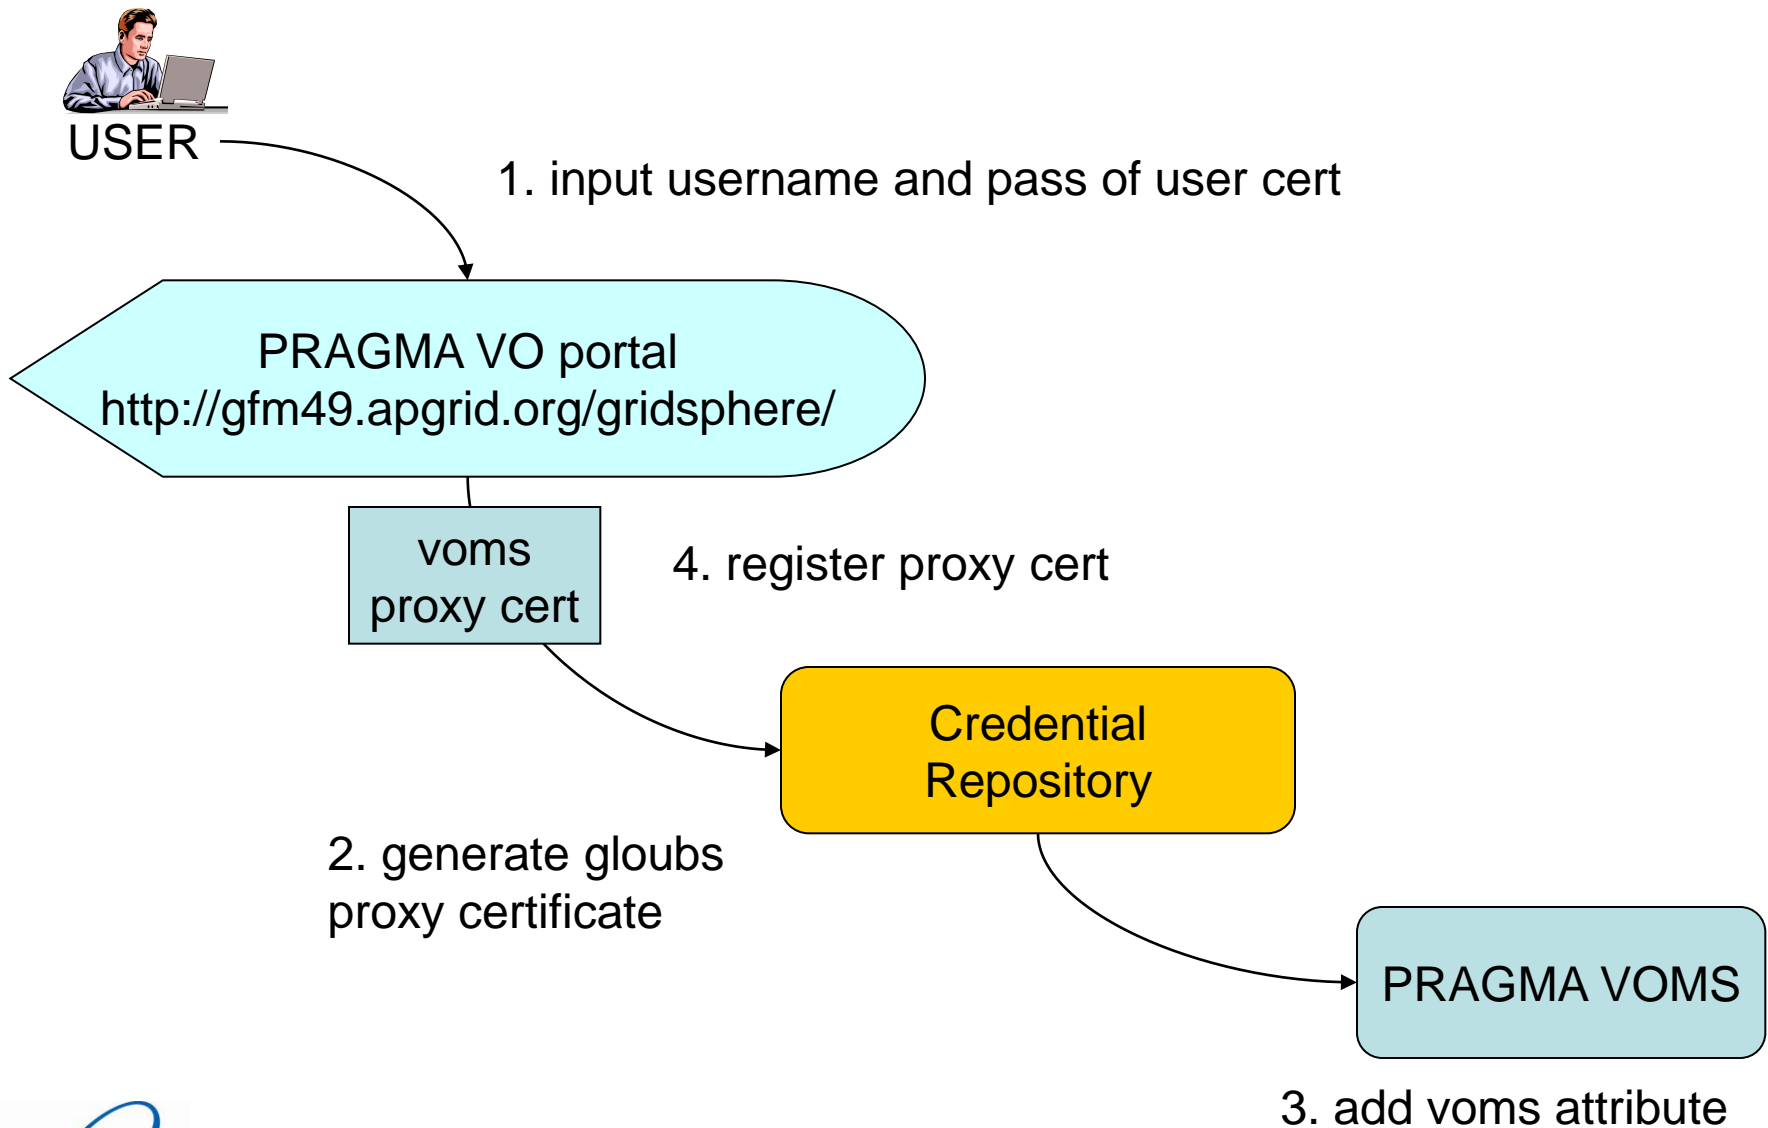 USER
1. input username and pass of user cert
PRAGMA VO portal
http://gfm49.apgrid.org/gridsphere/
voms
proxy cert
4. register proxy cert
Credential
Repository
2. generate gloubs
proxy certificate
PRAGMA VOMS
3. add voms attribute